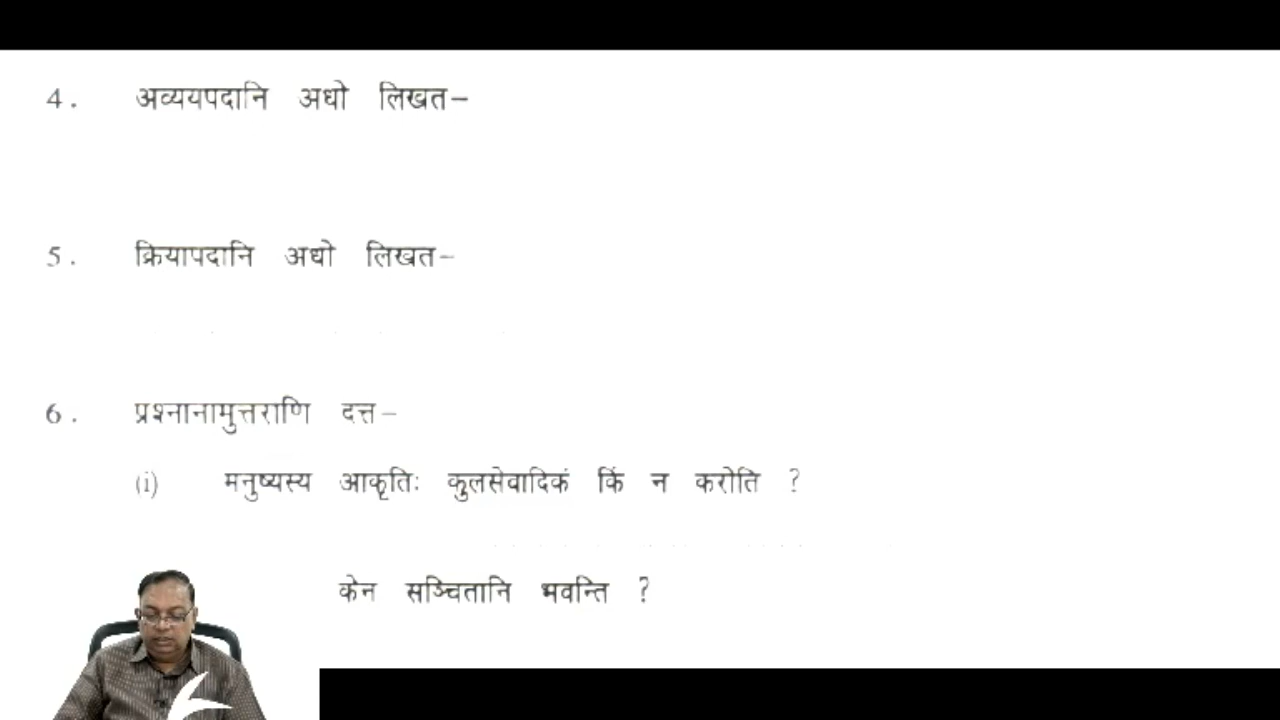 4. अव्ययपदानि अधो लिखत–
5. क्रियापदानि अधो लिखत–
6. प्रश्नानामुत्तराणि दत्त–
(i) मनुष्यस्य आकृतिः कुलसेवादिकं किं न करोति ?
केन सञ्चितानि भवन्ति ?